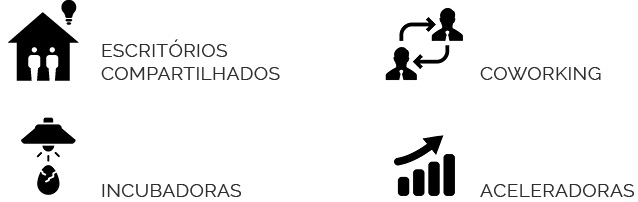 ESCRITÓRIOS
COMPARTILHADOS
COWORKING
INCUBADORAS
ACELERADORAS